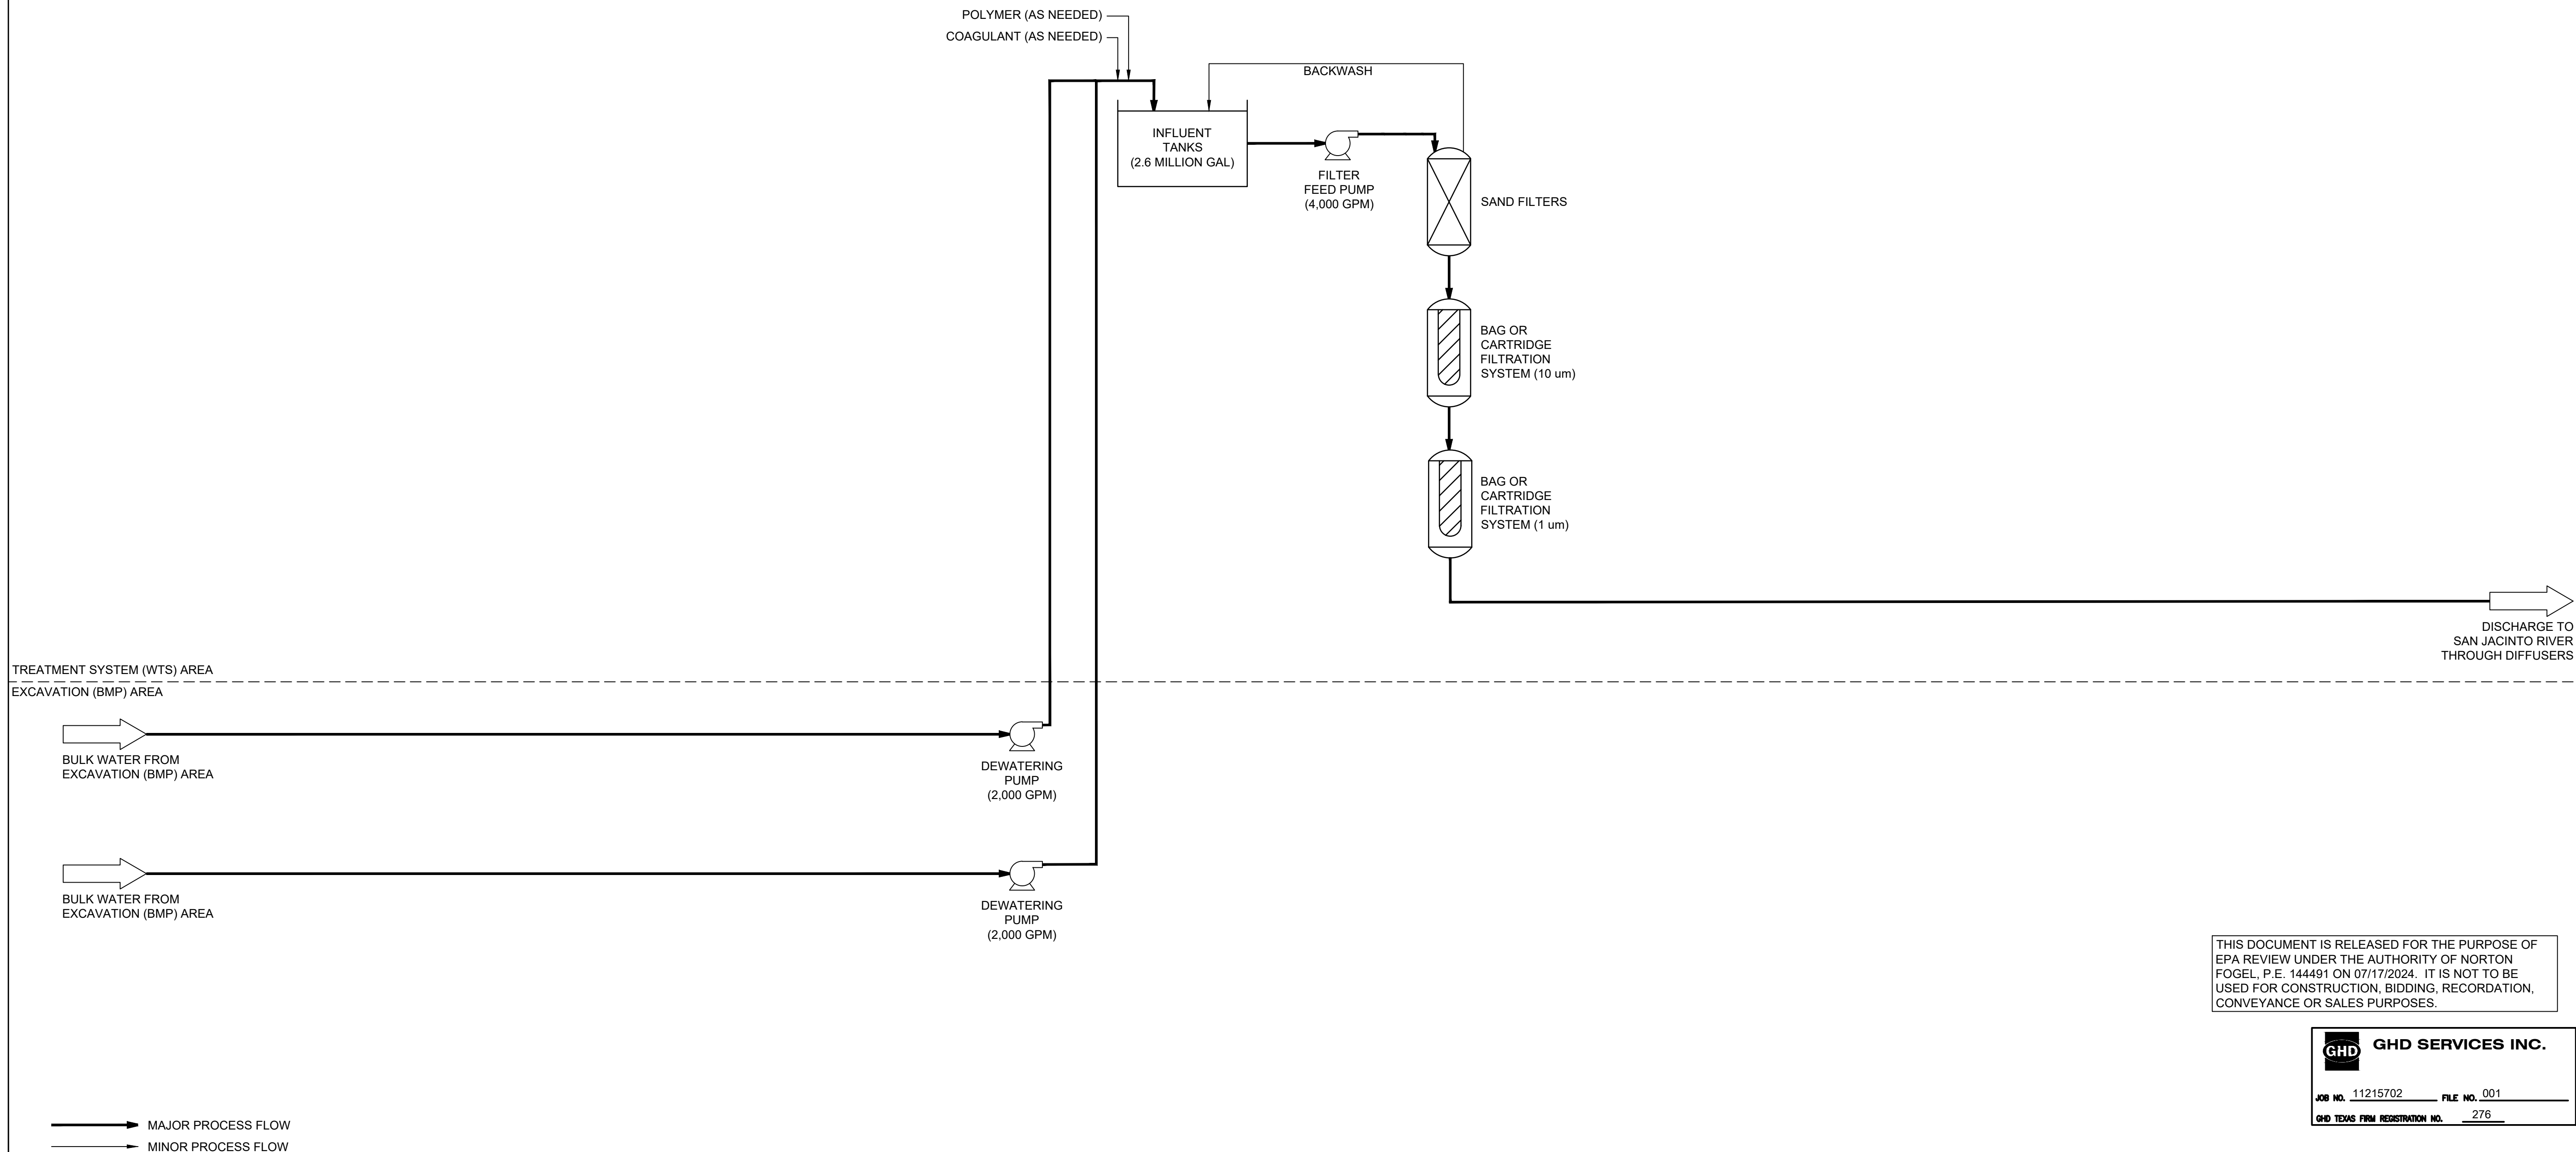 POLYMER (AS NEEDED)
COAGULANT (AS NEEDED)
BACKWASH
INFLUENT
TANKS
(2.6 MILLION GAL)
FILTER
FEED PUMP
(4,000 GPM)
SAND FILTERS
BAG OR
CARTRIDGE
FILTRATION
SYSTEM (10 um)
BAG OR
CARTRIDGE
FILTRATION
SYSTEM (1 um)
DISCHARGE TO
SAN JACINTO RIVER
THROUGH DIFFUSERS
TREATMENT SYSTEM (WTS) AREA
EXCAVATION (BMP) AREA
BULK WATER FROM
EXCAVATION (BMP) AREA
DEWATERING
PUMP
(2,000 GPM)
BULK WATER FROM
EXCAVATION (BMP) AREA
DEWATERING
PUMP
(2,000 GPM)
THIS DOCUMENT IS RELEASED FOR THE PURPOSE OF
EPA REVIEW UNDER THE AUTHORITY OF NORTON
FOGEL, P.E. 144491 ON 07/17/2024. IT IS NOT TO BE
USED FOR CONSTRUCTION, BIDDING, RECORDATION,
CONVEYANCE OR SALES PURPOSES.
GHD GHD SERVICES INC.
JOB NO. 11215702 FILE NO. 001
GHD TEXAS FIRM REGISTRATION NO. 276
MAJOR PROCESS FLOW
MINOR PROCESS FLOW